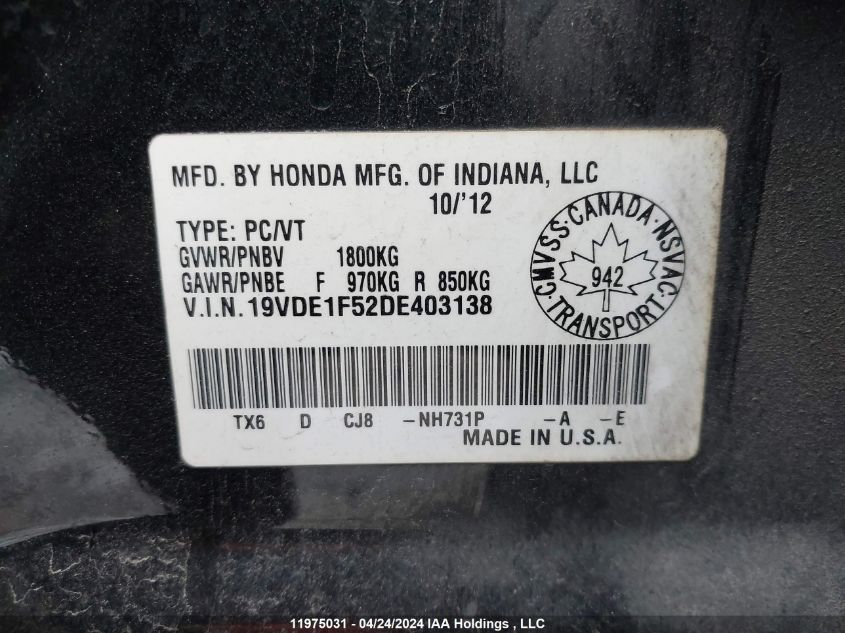 MFD. BY HONDA MFG. OF INDIANA, LLC
10/'12
TYPE: PC/VT
GVWR/PNBV 1800KG
GAWR/PNBE F 970KG R 850KG
V.I.N. 19VDE1F52DE403138
CMVSS · CANADA · NSVAC · TRANSPORT ·
942
TX6 D CJ8 -NH731P -A -E
MADE IN U.S.A.
11975031 - 04/24/2024 IAA Holdings , LLC